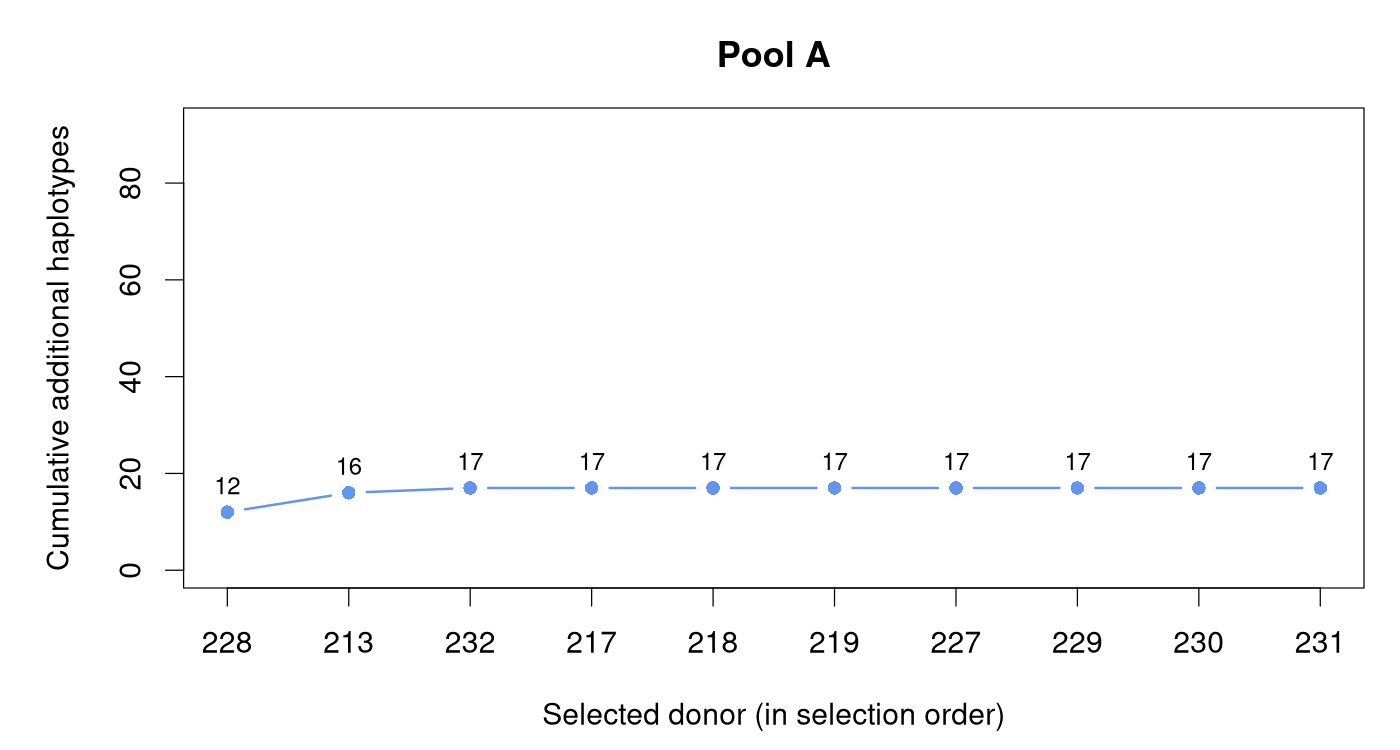 Pool A
Cumulative additional haplotypes
80
60
40
20
0
12 16 17 17 17 17 17 17 17 17
228 213 232 217 218 219 227 229 230 231
Selected donor (in selection order)